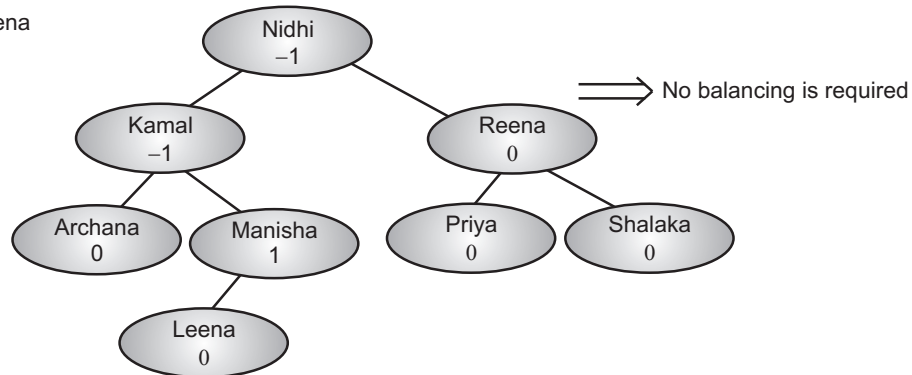 ena
Nidhi
–1
No balancing is required
Kamal
–1
Reena
0
Archana
0
Manisha
1
Priya
0
Shalaka
0
Leena
0